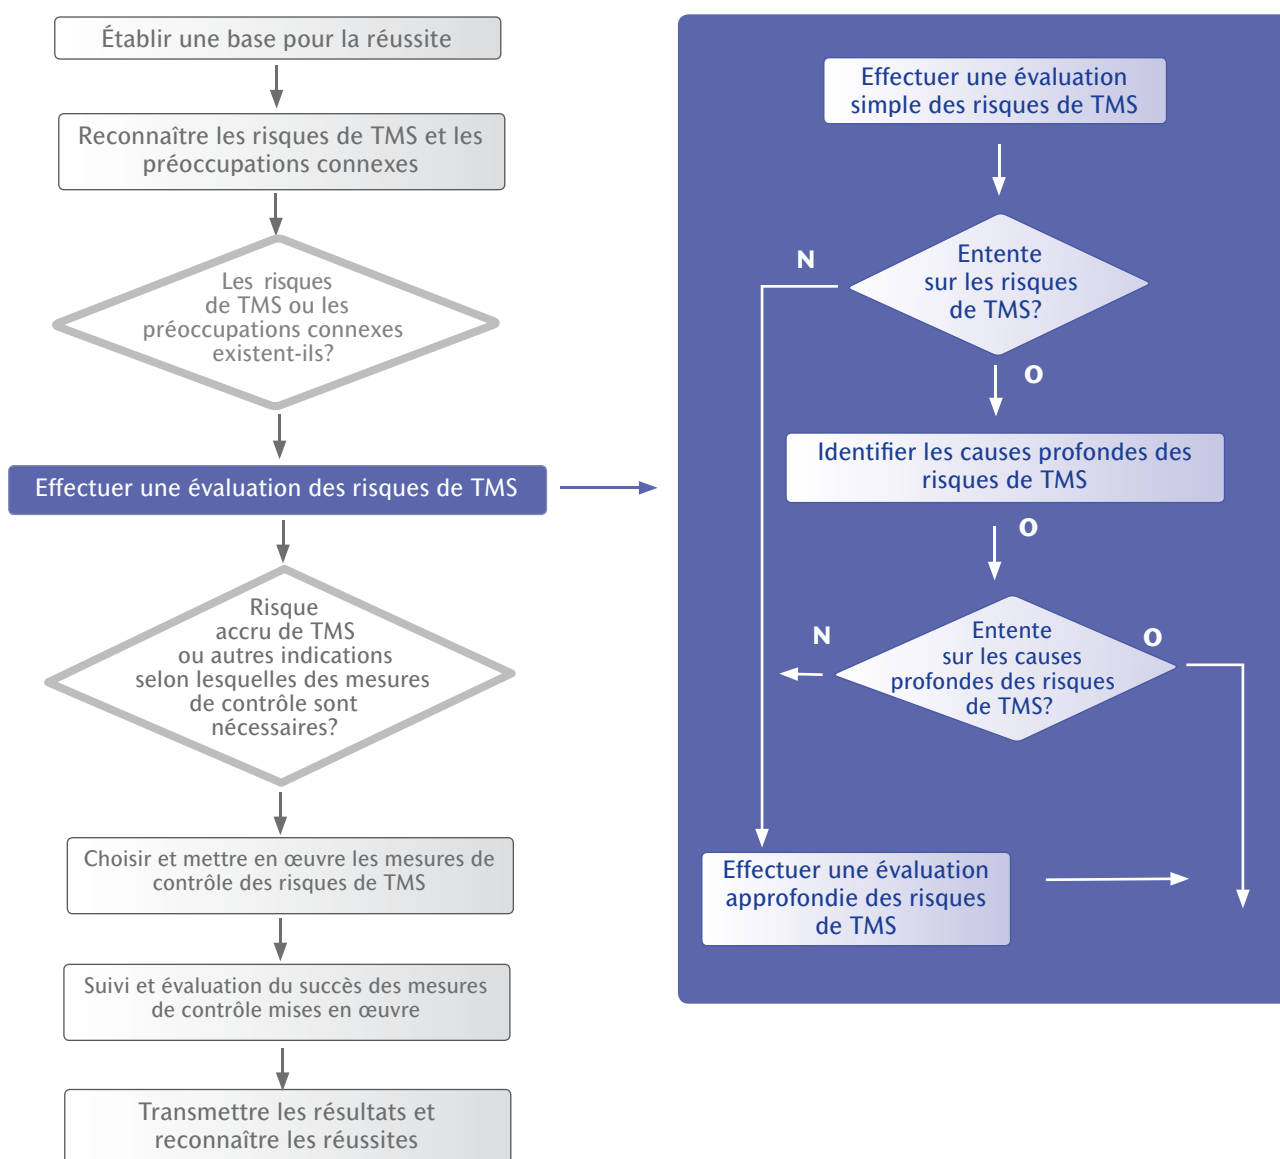 Établir une base pour la réussite
Reconnaître les risques de TMS et les
préoccupations connexes
Les risques
de TMS ou les
préoccupations connexes
existent-ils?
Effectuer une évaluation des risques de TMS
Risque
accru de TMS
ou autres indications
selon lesquelles des mesures
de contrôle sont
nécessaires?
Choisir et mettre en œuvre les mesures de
contrôle des risques de TMS
Suivi et évaluation du succès des mesures
de contrôle mises en œuvre
Transmettre les résultats et
reconnaître les réussites
Effectuer une évaluation
simple des risques de TMS
N
Entente
sur les risques
de TMS?
O
Identifier les causes profondes des
risques de TMS
O
N
Entente
sur les causes
profondes des risques
de TMS?
O
Effectuer une évaluation
approfondie des risques
de TMS